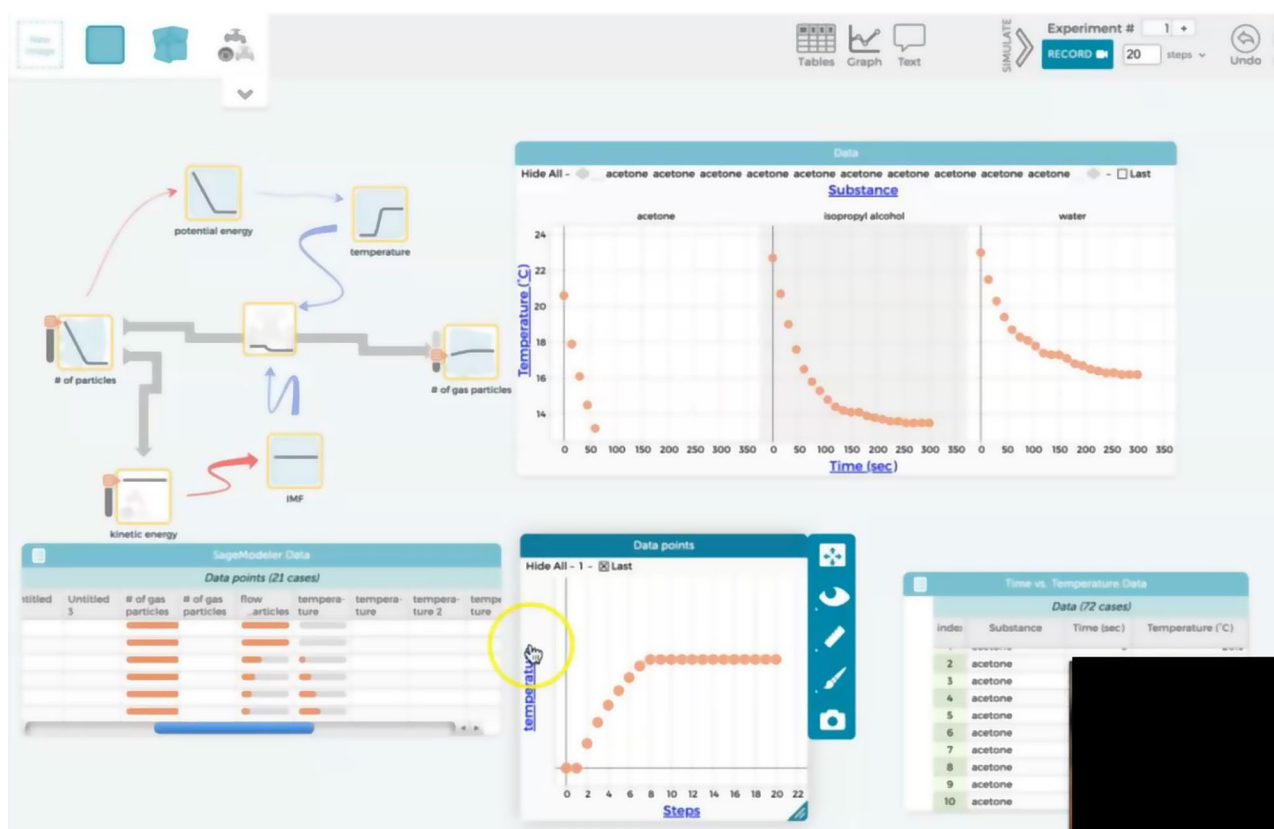 New
image
Tables
Graph
Text
SIMULATE
Experiment # 1 +
RECORD 20 steps
Undo
potential energy
temperature
# of particles
# of gas particles
kinetic energy
IMF
Data
Hide All - acetone acetone acetone acetone acetone acetone acetone acetone acetone acetone - Last
Substance
acetone isopropyl alcohol water
Temperature (°C)
24
22
20
18
16
14
0 50 100 150 200 250 300 350 0 50 100 150 200 250 300 350 0 50 100 150 200 250 300 350
Time (sec)
SageModeler Data
Data points (21 cases)
Untitled 3
# of gas particles
# of gas particles
flow
tempera-ture
tempera-ture
tempera-ture 2
ture
Data points
Hide All - 1 - Last
0 2 4 6 8 10 12 14 16 18 20 22
Steps
Time vs. Temperature Data
Data (72 cases)
Substance Time (sec) Temperature (°C)
2 acetone
3 acetone
4 acetone
5 acetone
6 acetone
7 acetone
8 acetone
9 acetone
10 acetone